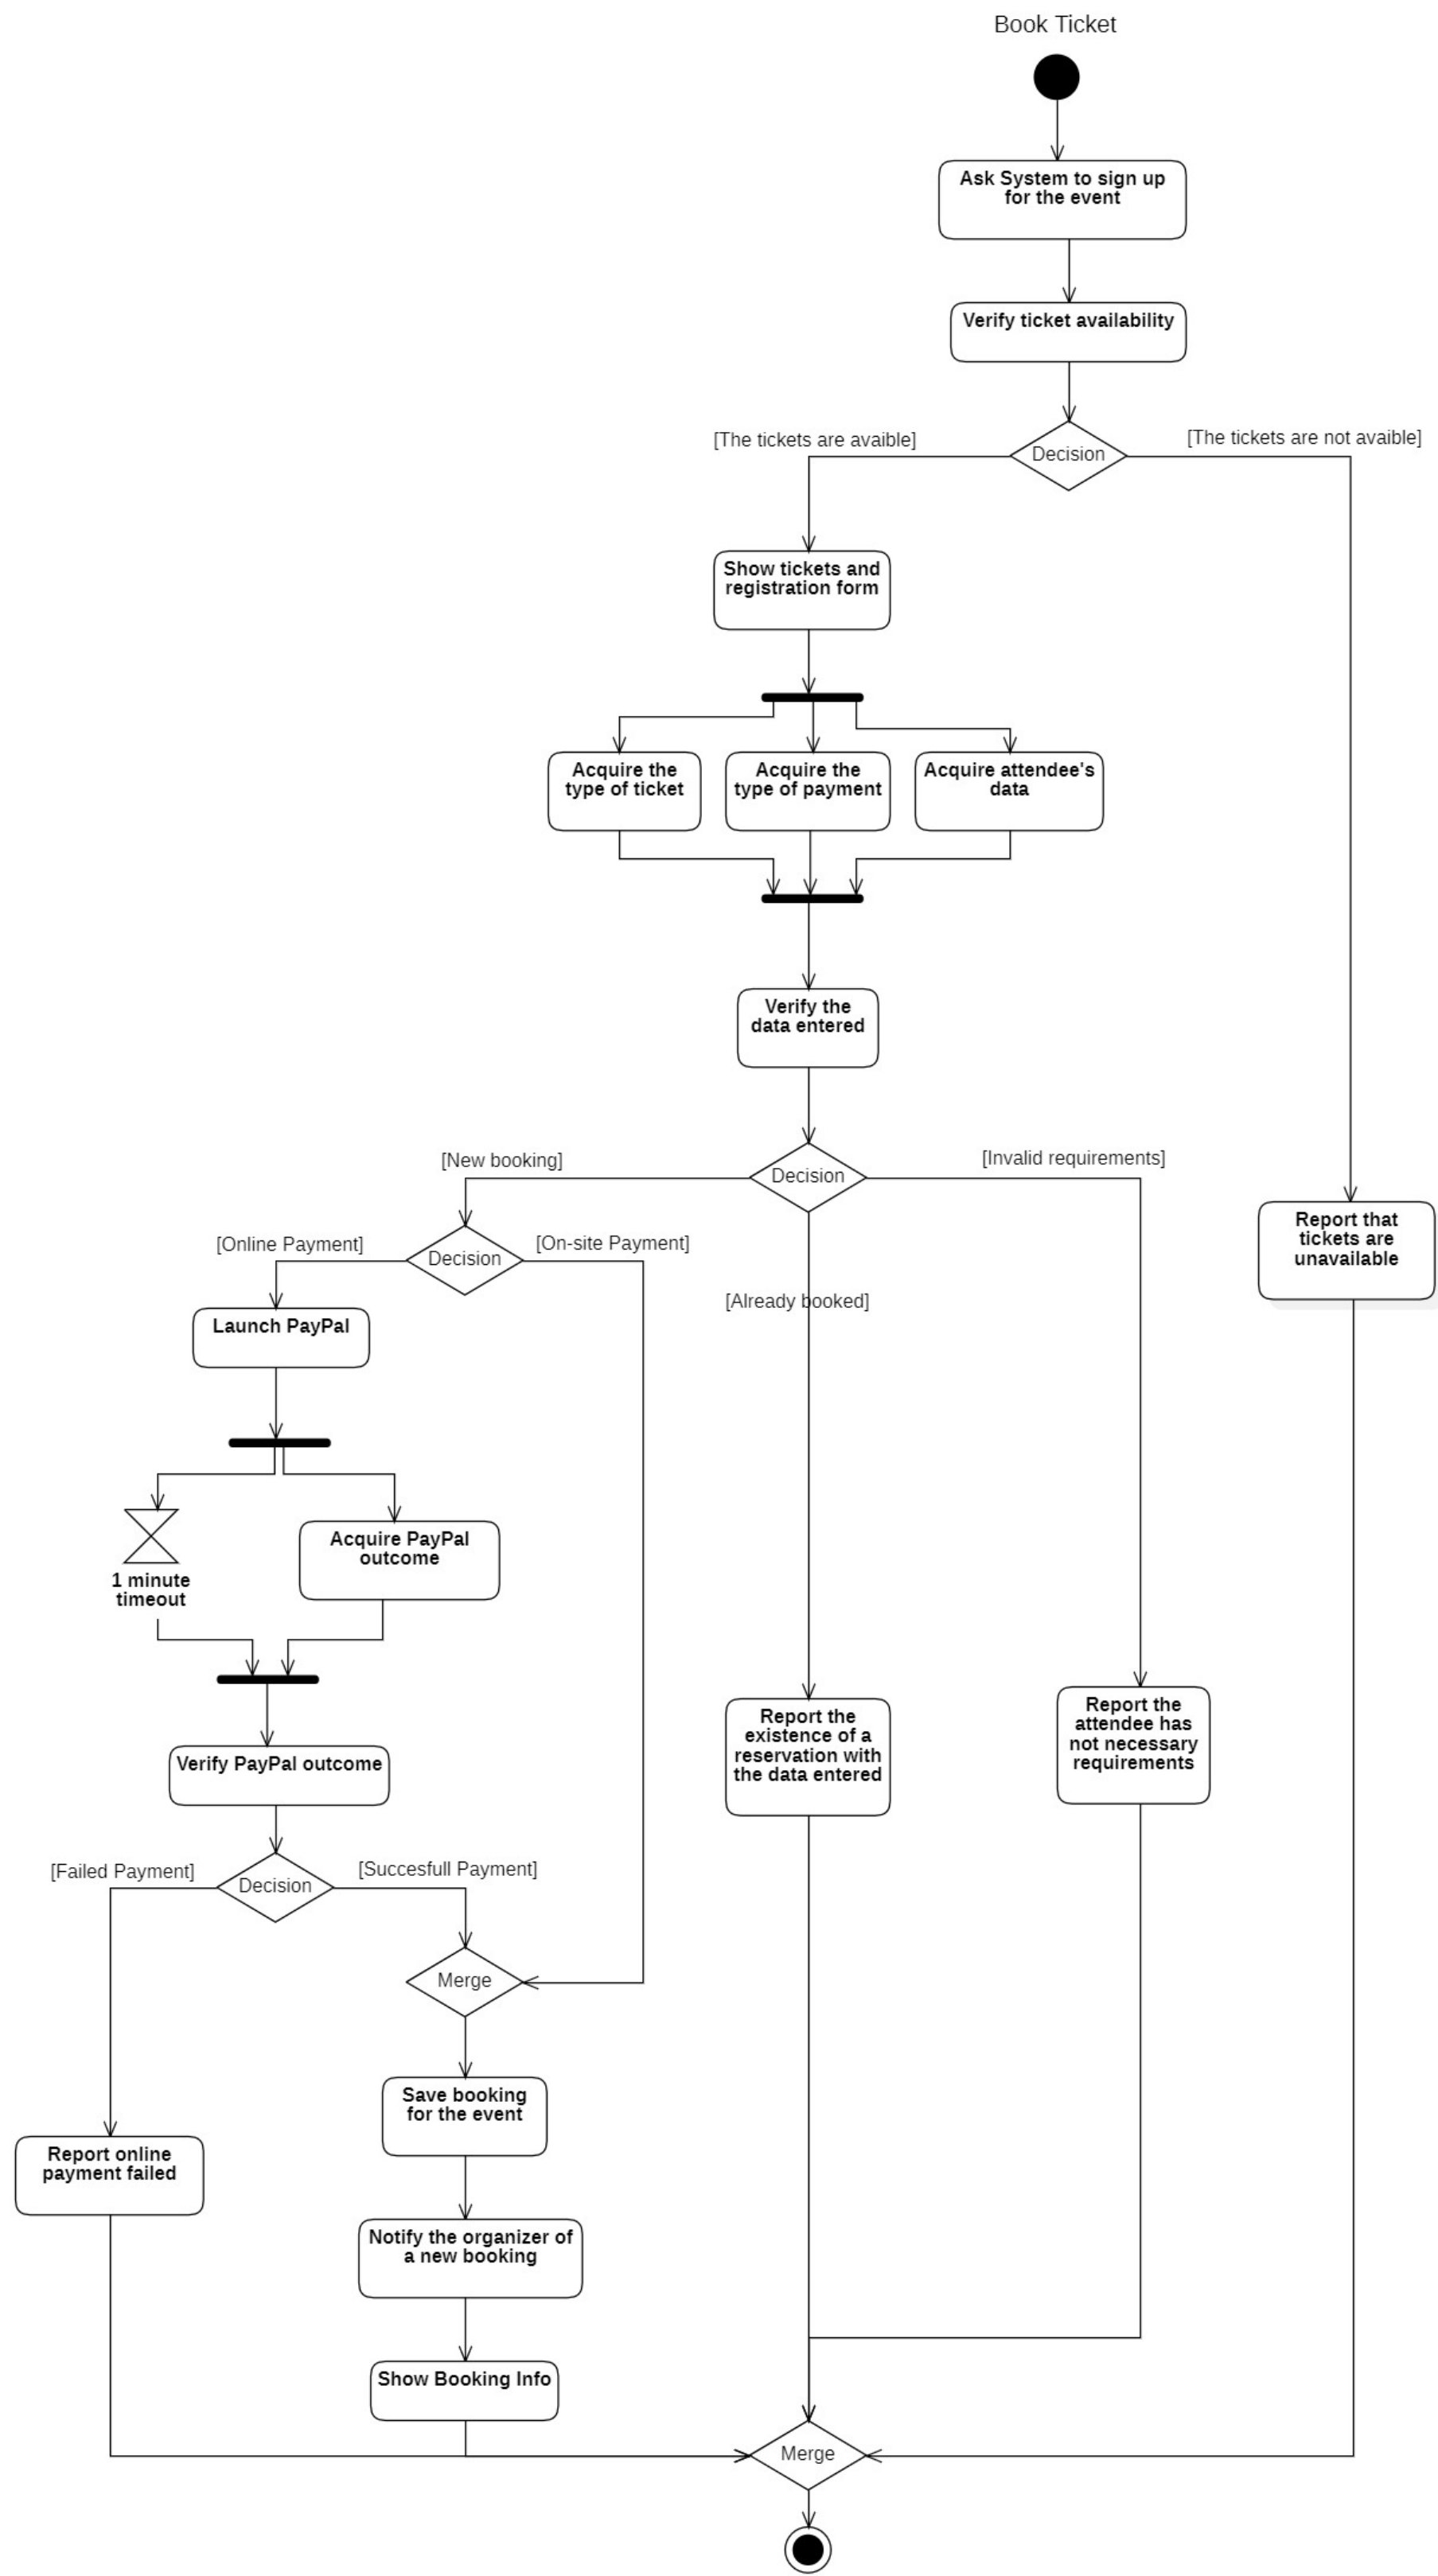 Book Ticket
Ask System to sign up
for the event
Verify ticket availability
[The tickets are avaible]
Decision
[The tickets are not avaible]
Show tickets and
registration form
Acquire the
type of ticket
Acquire the
type of payment
Acquire attendee's
data
Verify the
data entered
[New booking]
Decision
[Invalid requirements]
Report that
tickets are
unavailable
[Online Payment]
Decision
[On-site Payment]
[Already booked]
Launch PayPal
Acquire PayPal
outcome
1 minute
timeout
Report the
existence of a
reservation with
the data entered
Report the
attendee has
not necessary
requirements
Verify PayPal outcome
[Failed Payment]
Decision
[Succesfull Payment]
Merge
Save booking
for the event
Report online
payment failed
Notify the organizer of
a new booking
Show Booking Info
Merge